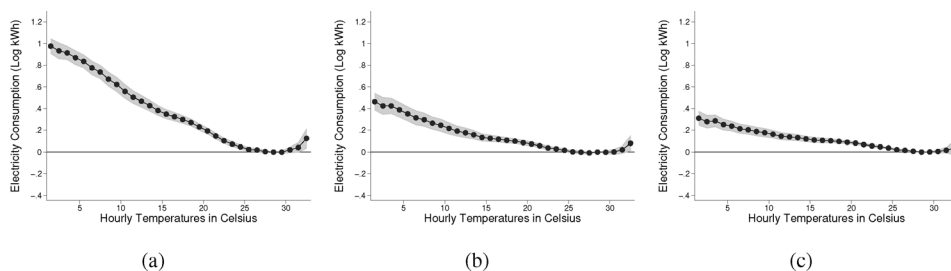 1.2
1
.8
.6
.4
.2
0
-.2
-.4
Electricity Consumption (Log kWh)
5 10 15 20 25 30
Hourly Temperatures in Celsius
(a)
1.2
1
.8
.6
.4
.2
0
-.2
-.4
Electricity Consumption (Log kWh)
5 10 15 20 25 30
Hourly Temperatures in Celsius
(b)
1.2
1
.8
.6
.4
.2
0
-.2
-.4
Electricity Consumption (Log kWh)
5 10 15 20 25 30
Hourly Temperatures in Celsius
(c)